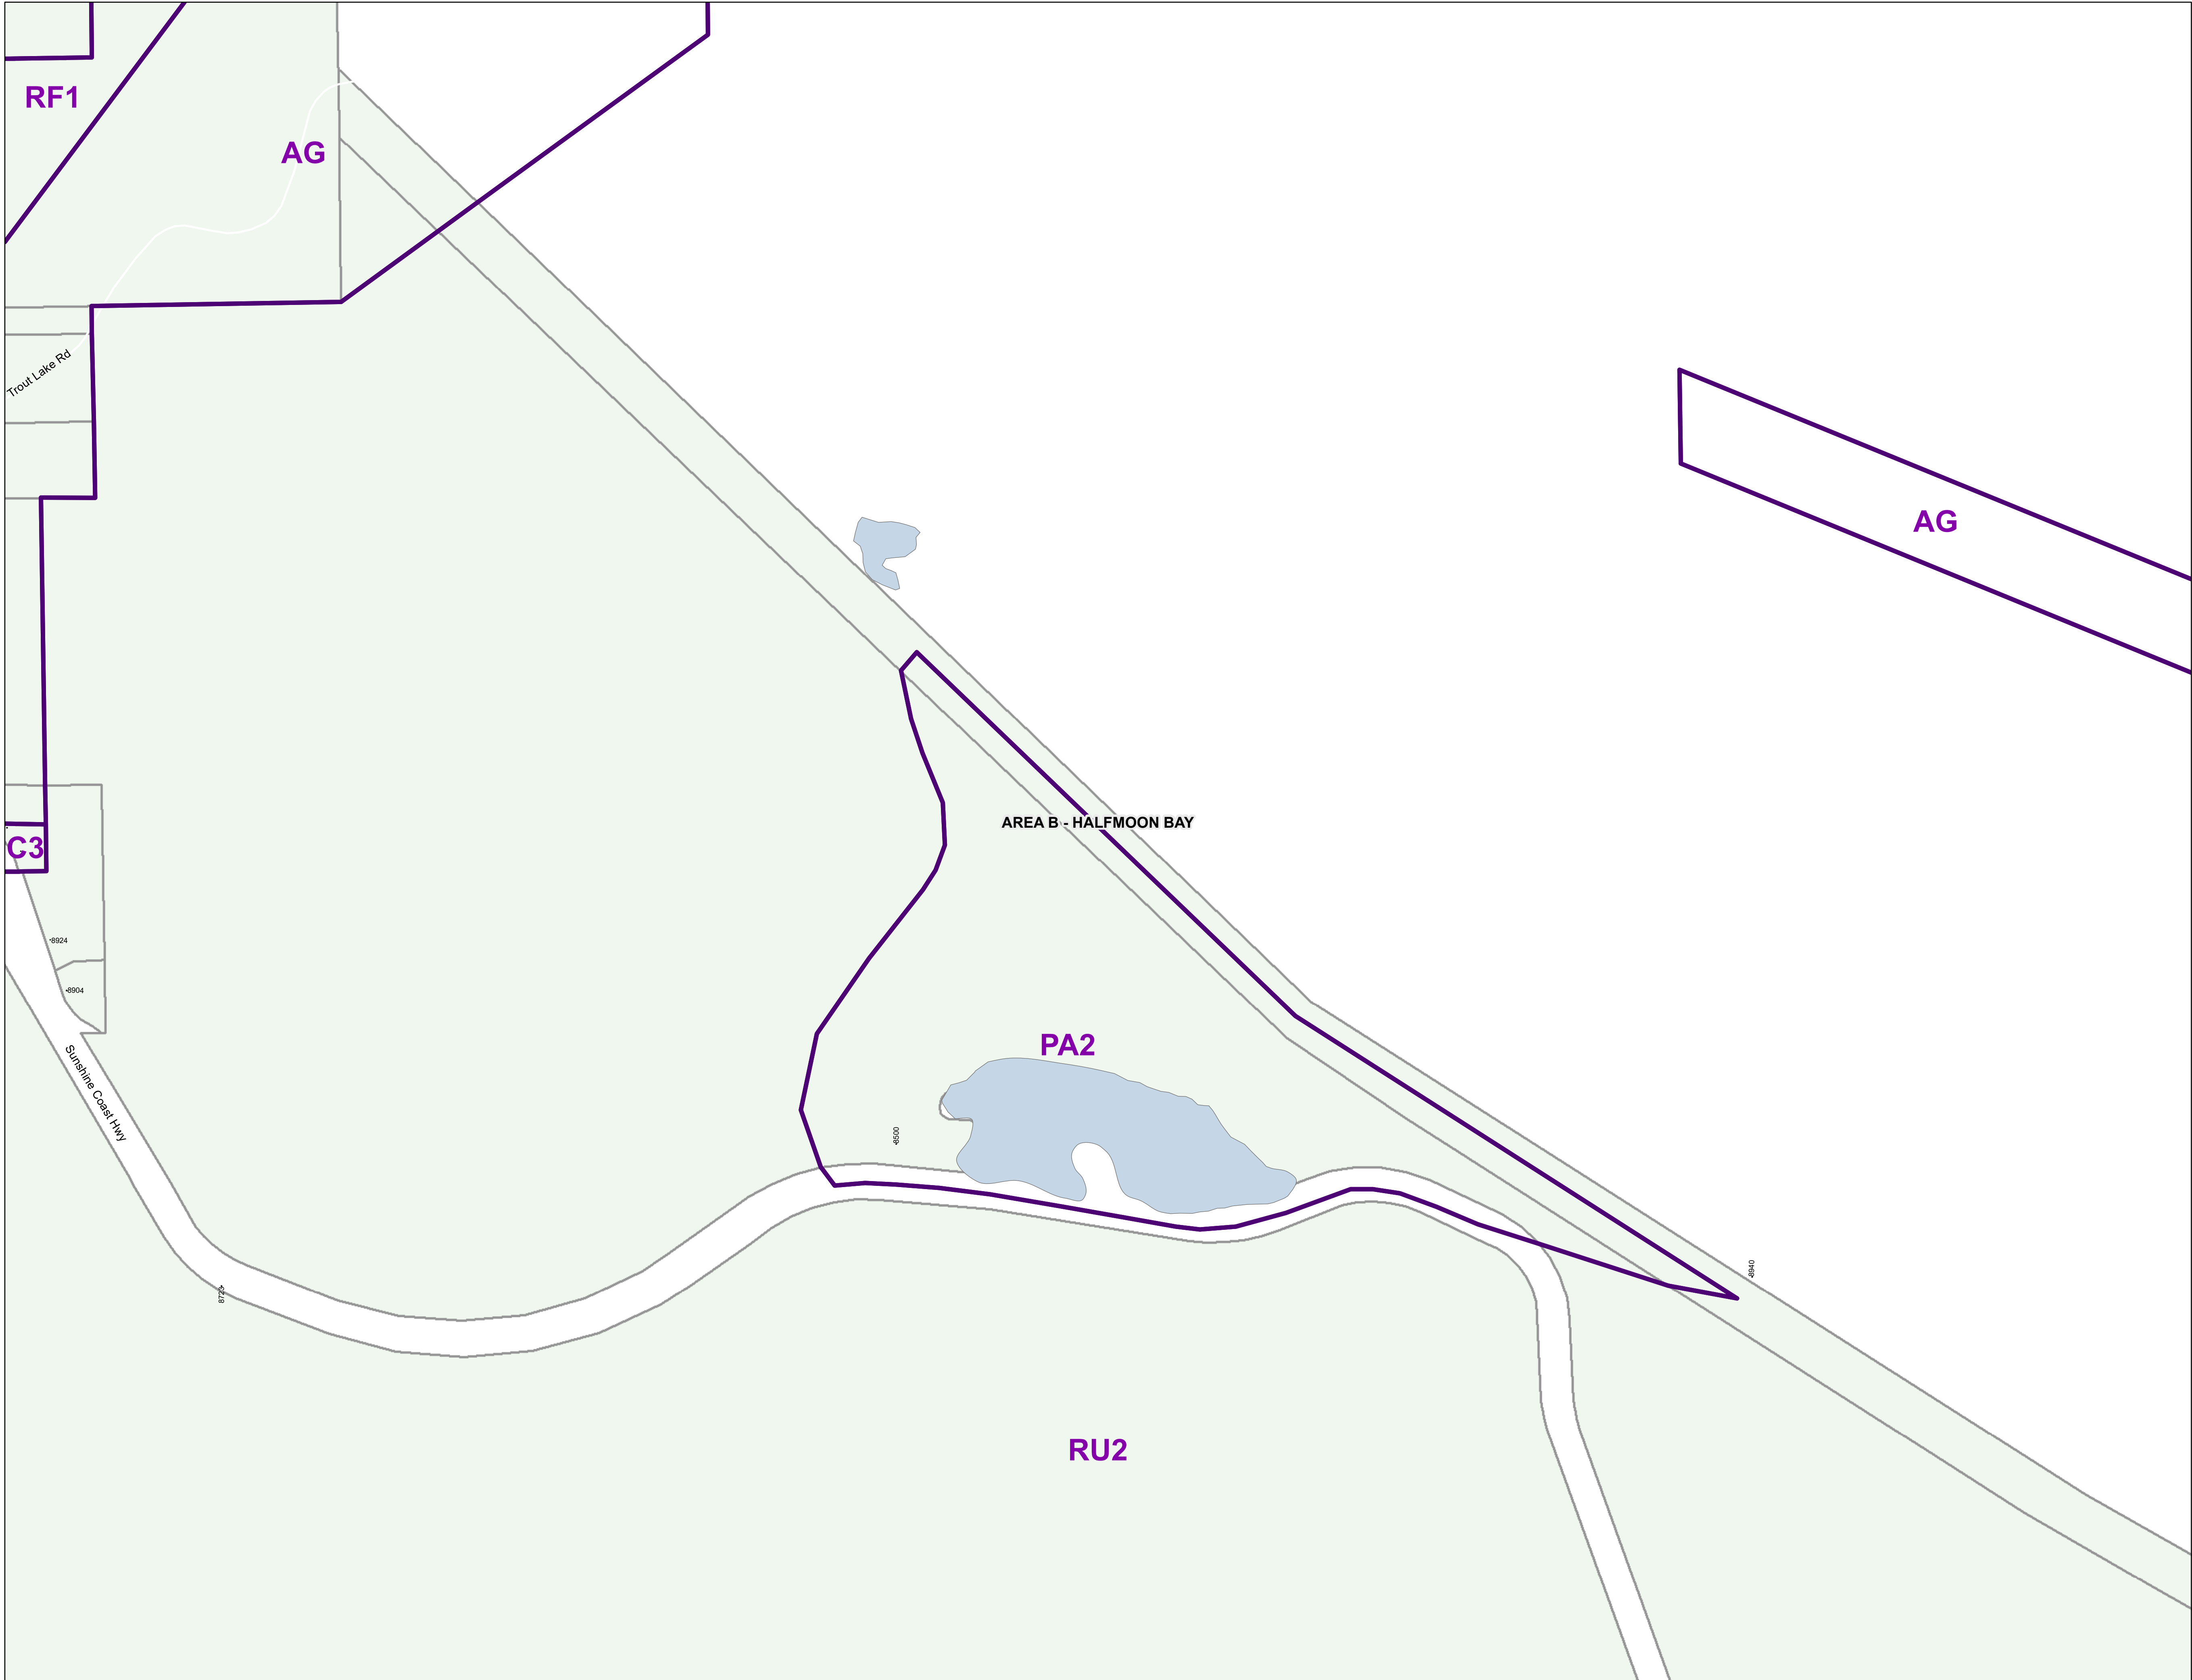 RF1
AG
Trout Lake Rd
AG
AREA B - HALFMOON BAY
C3
8924
8904
PA2
Sunshine Coast Hwy
8500
8940
RU2